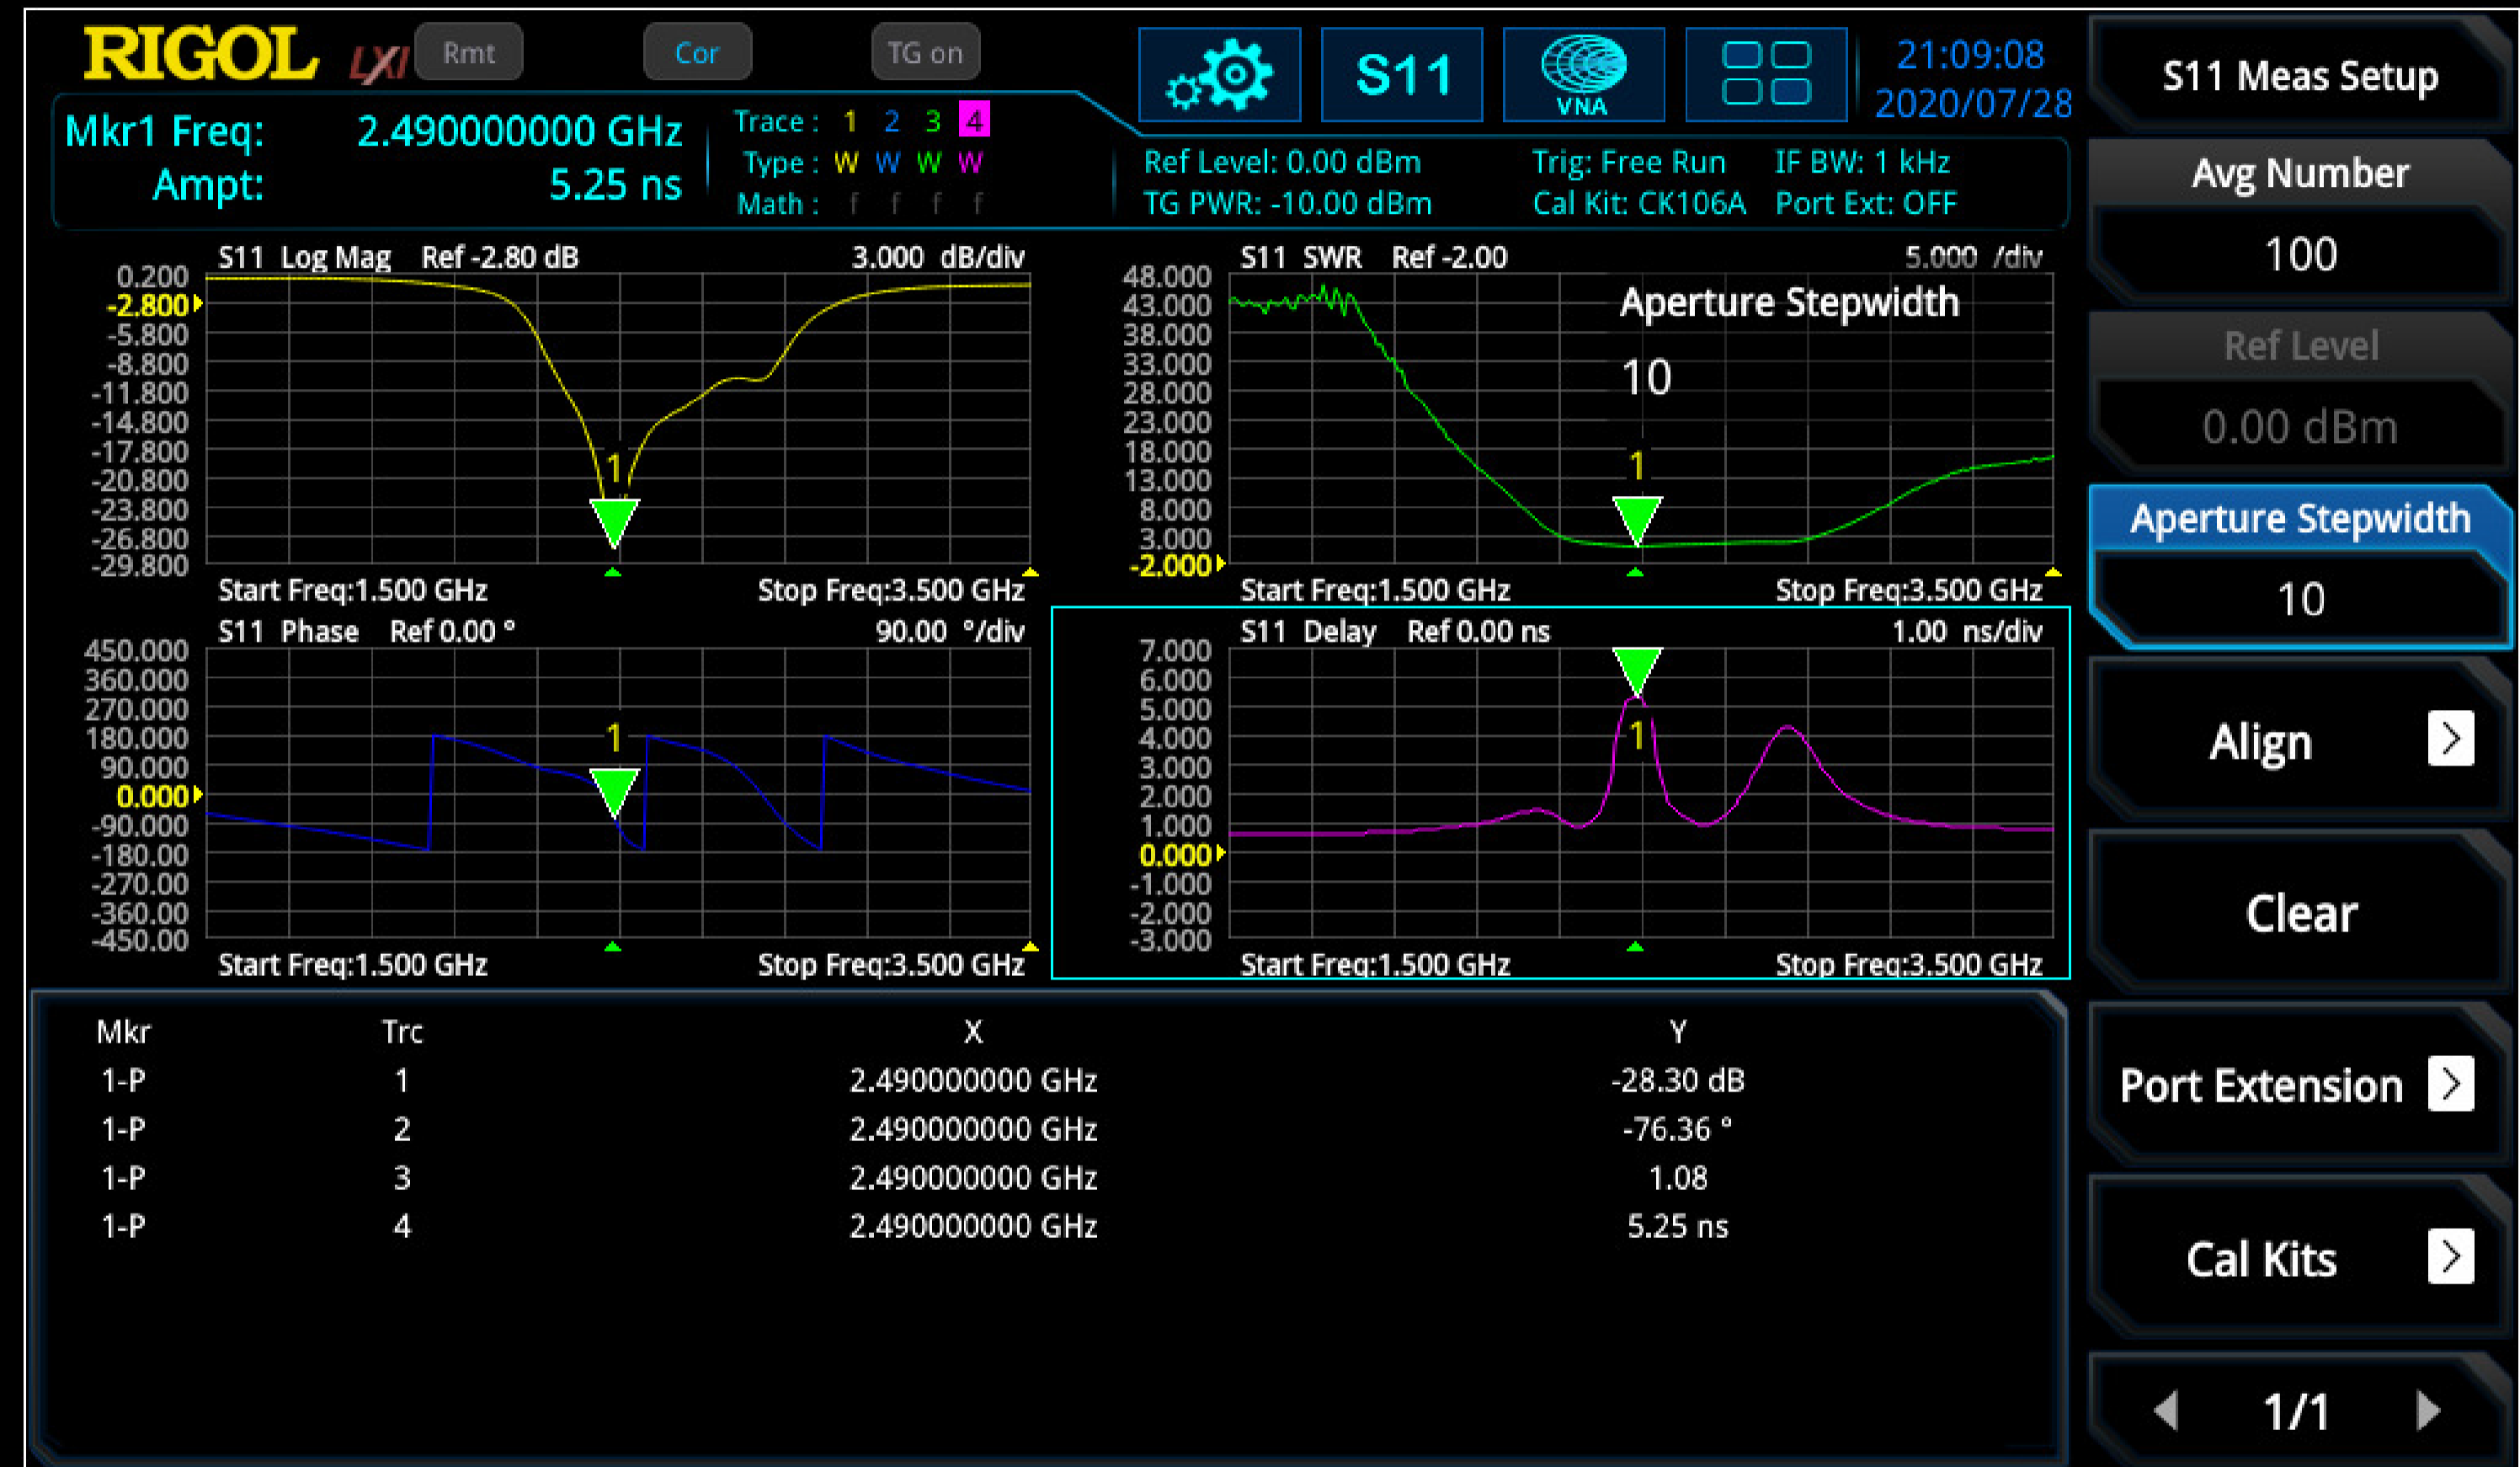 RIGOL LXI Rmt Cor TG on
S11
VNA
21:09:08
2020/07/28
Mkr1 Freq: 2.490000000 GHz
Ampt: 5.25 ns
Trace : 1 2 3 4
Type : W W W W
Math : f f f f
Ref Level: 0.00 dBm Trig: Free Run IF BW: 1 kHz
TG PWR: -10.00 dBm Cal Kit: CK106A Port Ext: OFF
S11 Log Mag Ref -2.80 dB 3.000 dB/div
0.200
-2.800
-5.800
-8.800
-11.800
-14.800
-17.800
-20.800
-23.800
-26.800
-29.800
1
Start Freq:1.500 GHz Stop Freq:3.500 GHz
S11 SWR Ref -2.00 5.000 /div
48.000
43.000
38.000
33.000
28.000
23.000
18.000
13.000
8.000
3.000
-2.000
Aperture Stepwidth
10
1
Start Freq:1.500 GHz Stop Freq:3.500 GHz
S11 Phase Ref 0.00 ° 90.00 °/div
450.000
360.000
270.000
180.000
90.000
0.000
-90.000
-180.00
-270.00
-360.00
-450.00
1
Start Freq:1.500 GHz Stop Freq:3.500 GHz
S11 Delay Ref 0.00 ns 1.00 ns/div
7.000
6.000
5.000
4.000
3.000
2.000
1.000
0.000
-1.000
-2.000
-3.000
1
Start Freq:1.500 GHz Stop Freq:3.500 GHz
Mkr Trc X Y
1-P 1 2.490000000 GHz -28.30 dB
1-P 2 2.490000000 GHz -76.36 °
1-P 3 2.490000000 GHz 1.08
1-P 4 2.490000000 GHz 5.25 ns
S11 Meas Setup
Avg Number
100
Ref Level
0.00 dBm
Aperture Stepwidth
10
Align >
Clear
Port Extension >
Cal Kits >
1/1